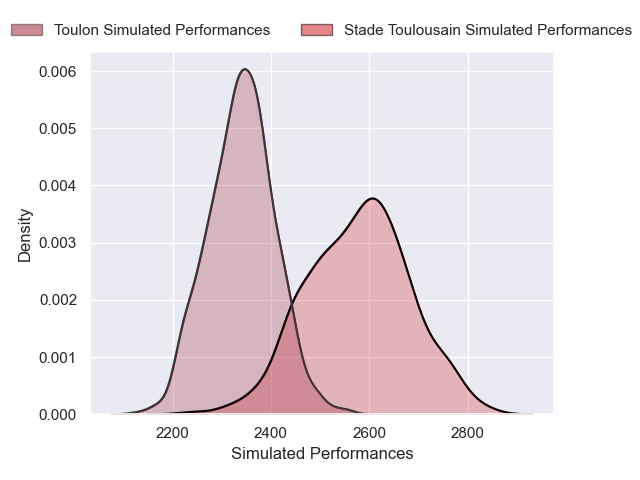 Toulon Simulated Performances Stade Toulousain Simulated Performances
0.006
0.005
0.004
0.003
0.002
0.001
0.000
Density
2200 2400 2600 2800
Simulated Performances